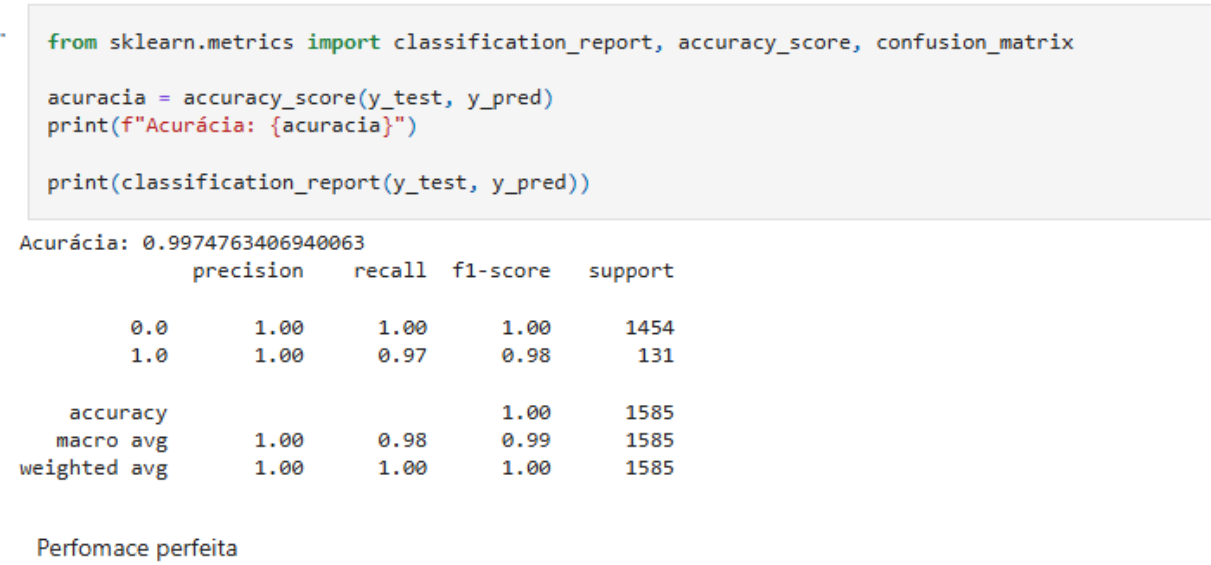 from sklearn.metrics import classification_report, accuracy_score, confusion_matrix
acuracia = accuracy_score(y_test, y_pred)
print(f"Acurácia: {acuracia}")
print(classification_report(y_test, y_pred))
Acurácia: 0.9974763406940063
precision recall f1-score support
0.0 1.00 1.00 1.00 1454
1.0 1.00 0.97 0.98 131
accuracy 1.00 1585
macro avg 1.00 0.98 0.99 1585
weighted avg 1.00 1.00 1.00 1585
Perfomace perfeita